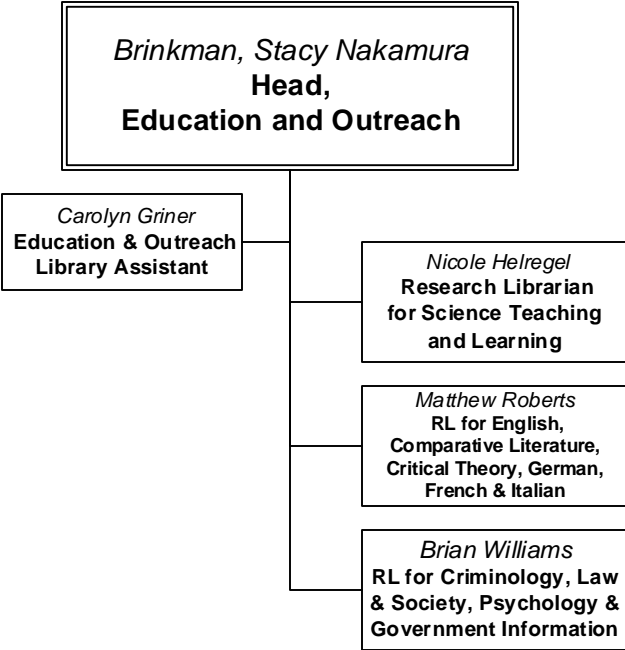 Brinkman, Stacy Nakamura
Head,
Education and Outreach
Carolyn Griner
Education & Outreach
Library Assistant
Nicole Helregel
Research Librarian
for Science Teaching
and Learning
Matthew Roberts
RL for English,
Comparative Literature,
Critical Theory, German,
French & Italian
Brian Williams
RL for Criminology, Law
& Society, Psychology &
Government Information